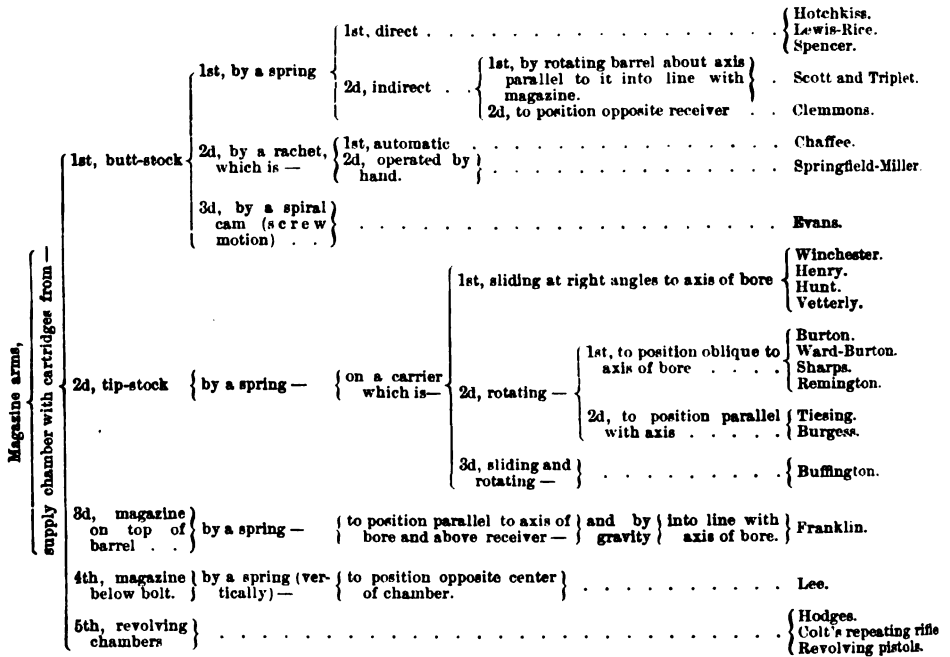 Magazine arms,
supply chamber with cartridges from —
1st, butt-stock
1st, by a spring
1st, direct . . . . . . . . . . . . . . .
Hotchkiss.
Lewis-Rice.
Spencer.
2d, indirect . .
1st, by rotating barrel about axis
parallel to it into line with
magazine.
. Scott and Triplet.
2d, to position opposite receiver . . Clemmons.
2d, by a rachet,
which is —
1st, automatic . . . . . . . . . . . Chaffee.
2d, operated by
hand.
. . . . . . . . . . . Springfield-Miller.
3d, by a spiral
cam (screw
motion) . .
. . . . . . . . . . . . . . . . . Evans.
2d, tip-stock
by a spring —
on a carrier
which is—
1st, sliding at right angles to axis of bore
Winchester.
Henry.
Hunt.
Vetterly.
2d, rotating —
1st, to position oblique to
axis of bore . . . .
Burton.
Ward-Burton.
Sharps.
Remington.
2d, to position parallel
with axis . . . . .
Tiesing.
Burgess.
3d, sliding and
rotating —
. . . . . . . .
Buffington.
3d, magazine
on top of
barrel . .
by a spring —
to position parallel to axis of
bore and above receiver —
and by
gravity
into line with
axis of bore.
Franklin.
4th, magazine
below bolt.
by a spring (ver-
tically) —
to position opposite center
of chamber.
. . . . . . . . . Lee.
5th, revolving
chambers
. . . . . . . . . . . . . . . . . . . . . . .
Hodges.
Colt's repeating rifle
Revolving pistols.